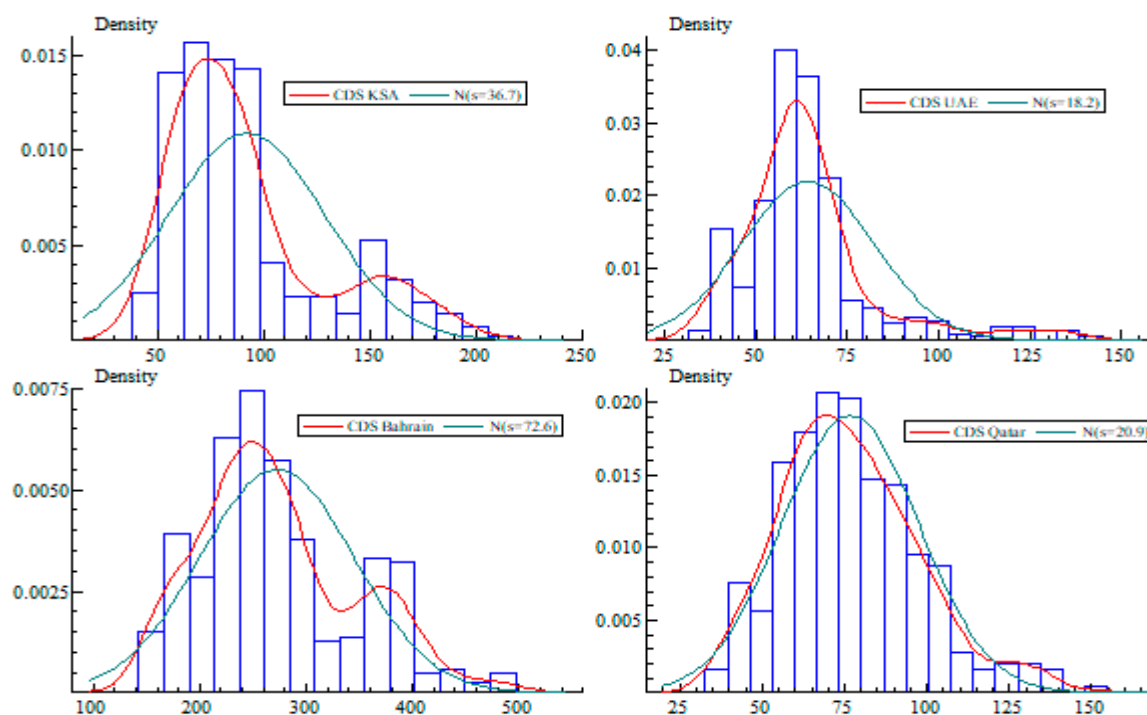 Density
0.015
0.010
0.005
CDS KSA N(s=36.7)
50 100 150 200 250
Density
0.04
0.03
0.02
0.01
CDS UAE N(s=18.2)
25 50 75 100 125 150
Density
0.0075
0.0050
0.0025
CDS Bahrain N(s=72.6)
100 200 300 400 500
Density
0.020
0.015
0.010
0.005
CDS Qatar N(s=20.9)
25 50 75 100 125 150